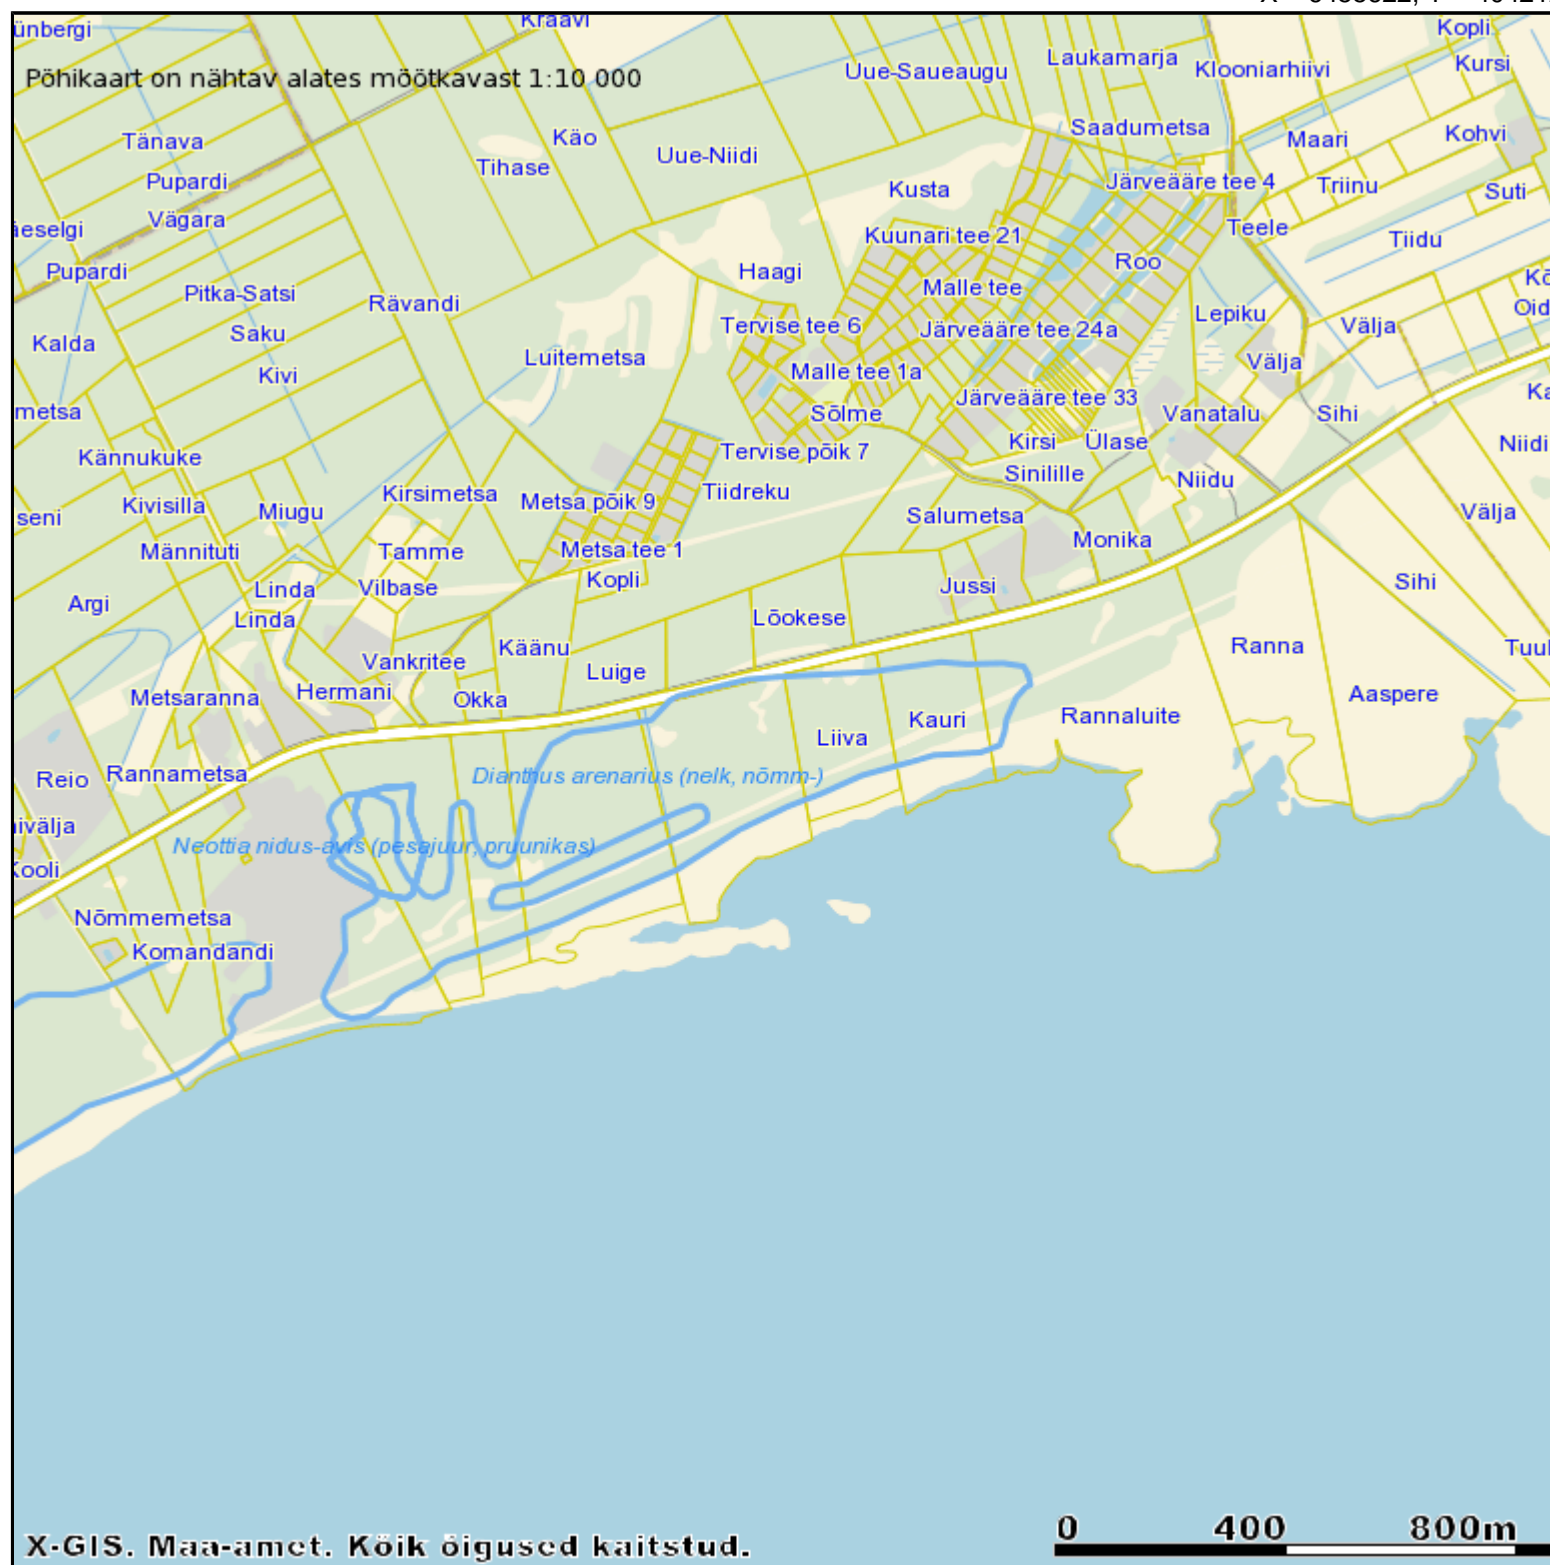 Kraavi
Kopli
Põhikaart on nähtav alates mõõtkavast 1:10 000
Uue-Saueaugu
Laukamarja
Klooniarhiivi
Kursi
Tänava
Käo
Saadumetsa
Maari
Kohvi
Tihase
Uue-Niidi
Pupardi
Kusta
Järveääre tee 4
Triinu
Suti
Vägara
Kuunari tee 21
Teele
Tiidu
Pupardi
Haagi
Roo
Pitka-Satsi
Rävandi
Malle tee
Saku
Tervise tee 6
Järveääre tee 24a
Lepiku
Välja
Kalda
Luitemetsa
Kivi
Malle tee 1a
Välja
Järveääre tee 33
metsa
Sõlme
Vanatalu
Sihi
Kännukuke
Tervise põik 7
Kirsi
Ülase
Niidi
Kivisilla
Miugu
Kirsimetsa
Metsa põik 9
Tiidreku
Sinilille
Niidu
seni
Salumetsa
Välja
Männituti
Tamme
Metsa tee 1
Monika
Argi
Linda
Vilbase
Kopli
Jussi
Sihi
Linda
Lõokese
Käänu
Ranna
Vankritee
Luige
Metsaranna
Hermani
Okka
Aaspere
Liiva
Kauri
Rannaluite
Reio
Rannametsa
Dianthus arenarius (nelk, nõmm-)
ivälja
Neottia nidus-avis (pesajuur, pruunikas)
Kooli
Nõmmemetsa
Komandandi
0 400 800m
X-GIS. Maa-amet. Kõik õigused kaitstud.